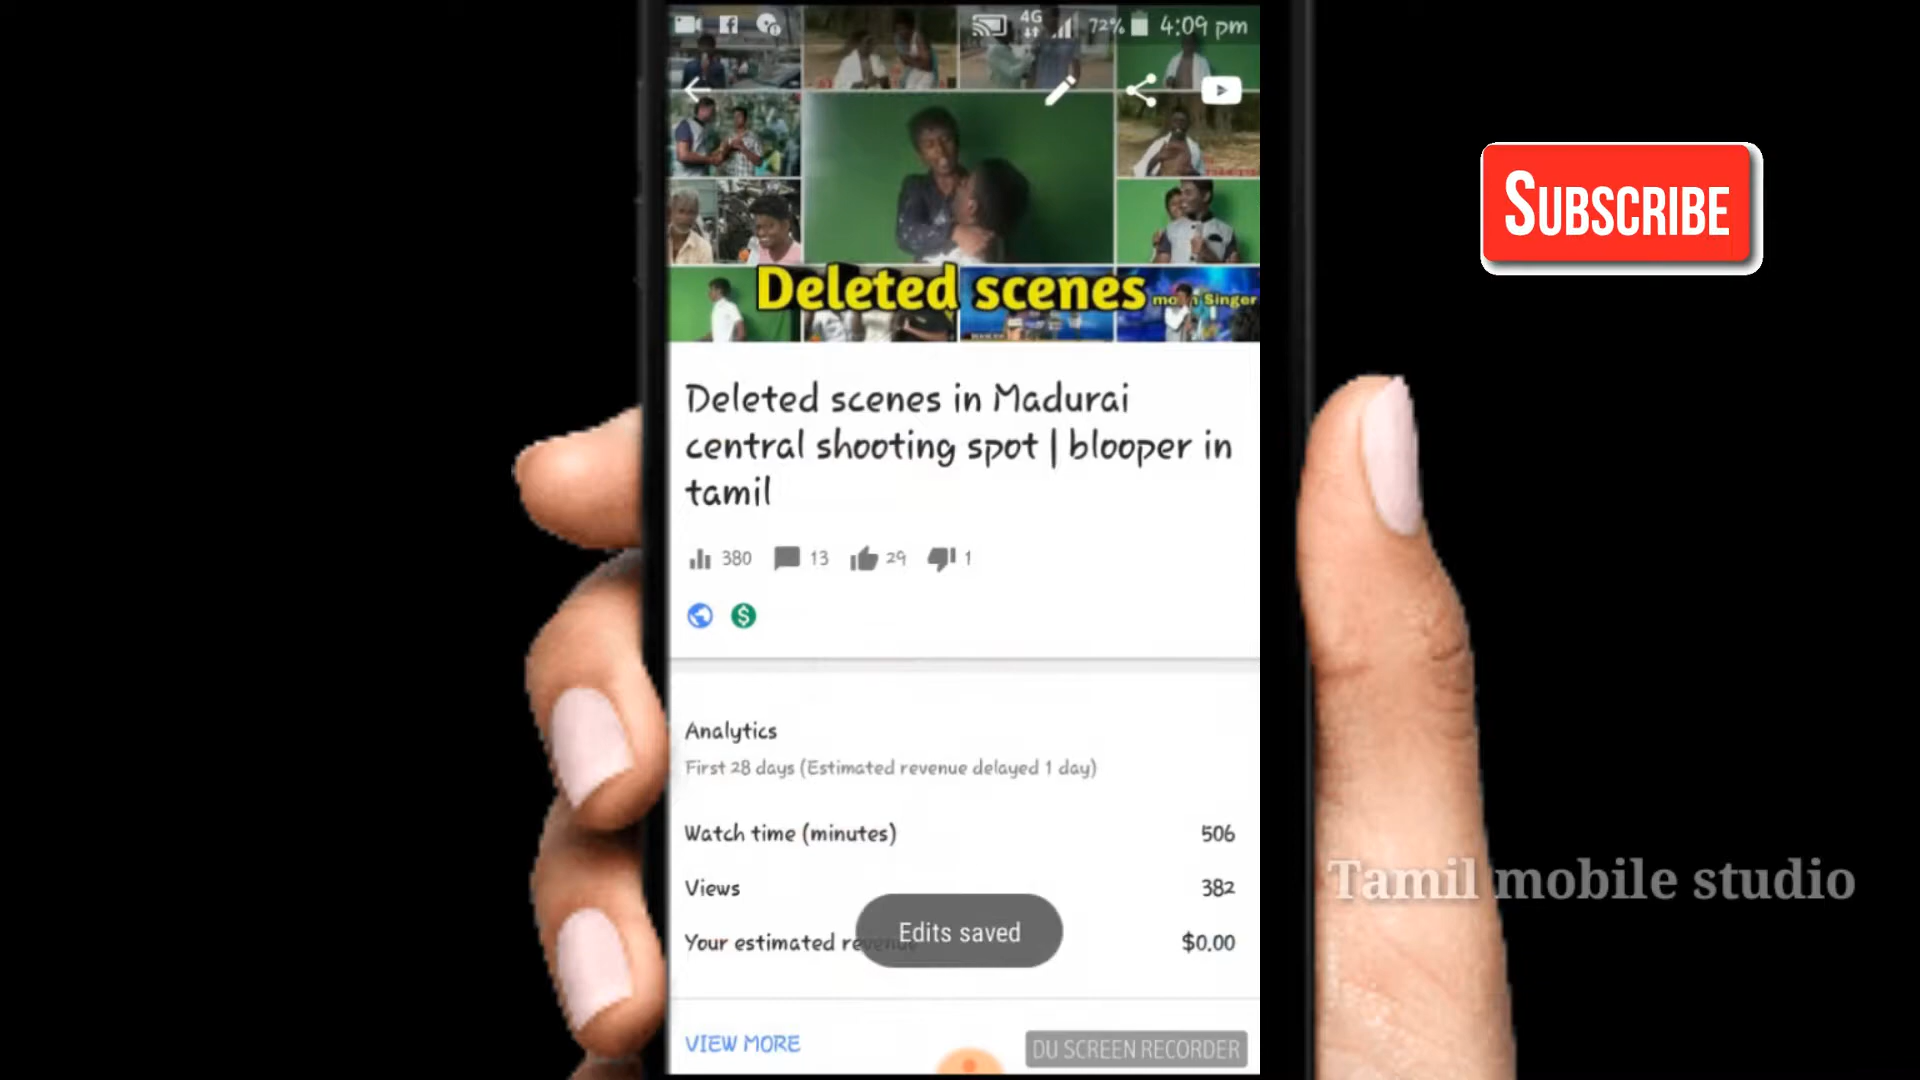 4G
72%
4:09 pm
SUBSCRIBE
Deleted scenes
Singer
Deleted scenes in Madurai
central shooting spot | blooper in
tamil
380
13
29
1
Analytics
First 28 days (Estimated revenue delayed 1 day)
Watch time (minutes)
506
Views
382
Your estimated revenue
$0.00
Edits saved
VIEW MORE
DU SCREEN RECORDER
Tamil mobile studio